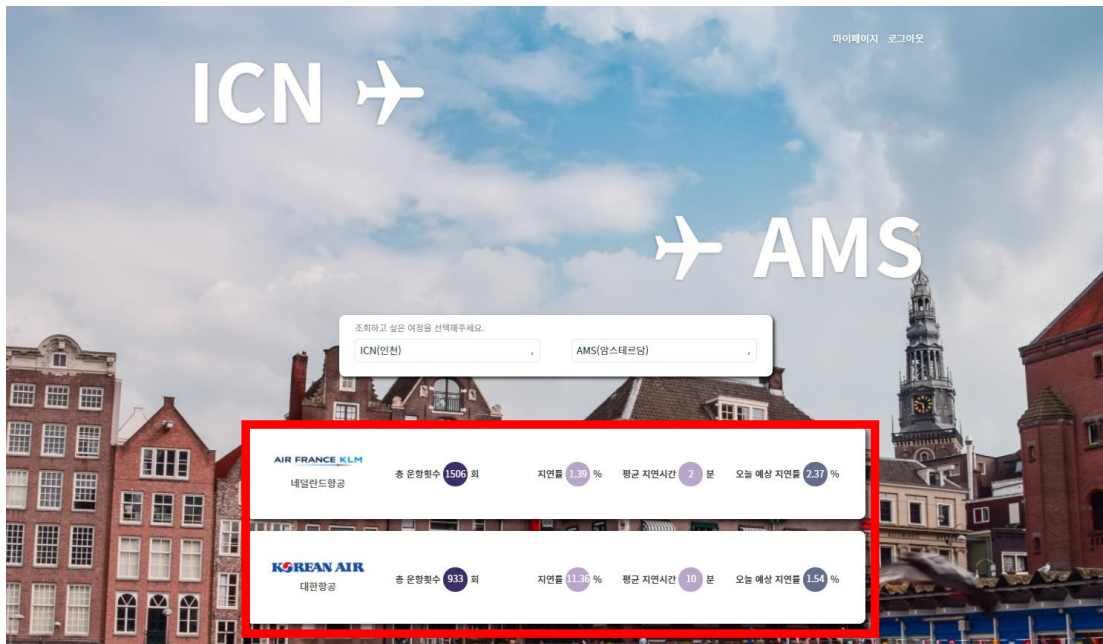 마이페이지 로그아웃
ICN
AMS
조회하고 싶은 여정을 선택해주세요.
ICN(인천) AMS(암스테르담)
AIR FRANCE KLM
네덜란드항공
총 운항횟수 1506 회 지연률 1.39 % 평균 지연시간 2 분 오늘 예상 지연률 2.37 %
KOREAN AIR
대한항공
총 운항횟수 933 회 지연률 11.36 % 평균 지연시간 10 분 오늘 예상 지연률 1.54 %